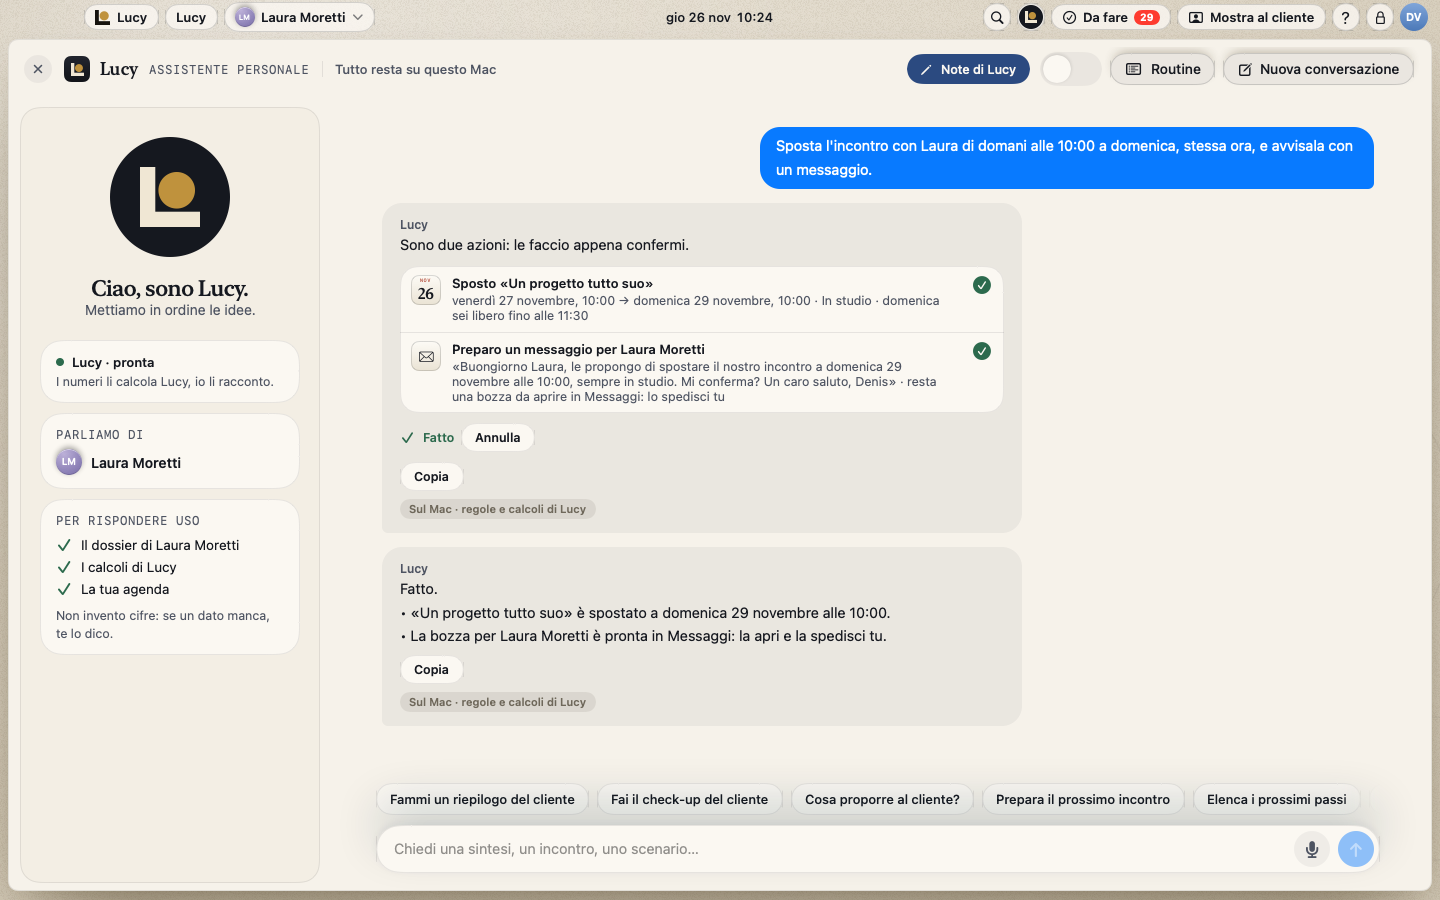 Lucy
Lucy
LM Laura Moretti
gio 26 nov 10:24
Da fare 29
Mostra al cliente
?
DV
Lucy ASSISTENTE PERSONALE
Tutto resta su questo Mac
Note di Lucy
Routine
Nuova conversazione
Ciao, sono Lucy.
Mettiamo in ordine le idee.
Lucy · pronta
I numeri li calcola Lucy, io li racconto.
PARLIAMO DI
LM Laura Moretti
PER RISPONDERE USO
Il dossier di Laura Moretti
I calcoli di Lucy
La tua agenda
Non invento cifre: se un dato manca,
te lo dico.
Sposta l'incontro con Laura di domani alle 10:00 a domenica, stessa ora, e avvisala con
un messaggio.
Lucy
Sono due azioni: le faccio appena confermi.
NOV
26
Sposto «Un progetto tutto suo»
venerdì 27 novembre, 10:00 → domenica 29 novembre, 10:00 · In studio · domenica
sei libero fino alle 11:30
Preparo un messaggio per Laura Moretti
«Buongiorno Laura, le propongo di spostare il nostro incontro a domenica 29
novembre alle 10:00, sempre in studio. Mi conferma? Un caro saluto, Denis» · resta
una bozza da aprire in Messaggi: lo spedisci tu
Fatto
Annulla
Copia
Sul Mac · regole e calcoli di Lucy
Lucy
Fatto.
• «Un progetto tutto suo» è spostato a domenica 29 novembre alle 10:00.
• La bozza per Laura Moretti è pronta in Messaggi: la apri e la spedisci tu.
Copia
Sul Mac · regole e calcoli di Lucy
Fammi un riepilogo del cliente
Fai il check-up del cliente
Cosa proporre al cliente?
Prepara il prossimo incontro
Elenca i prossimi passi
Chiedi una sintesi, un incontro, uno scenario...